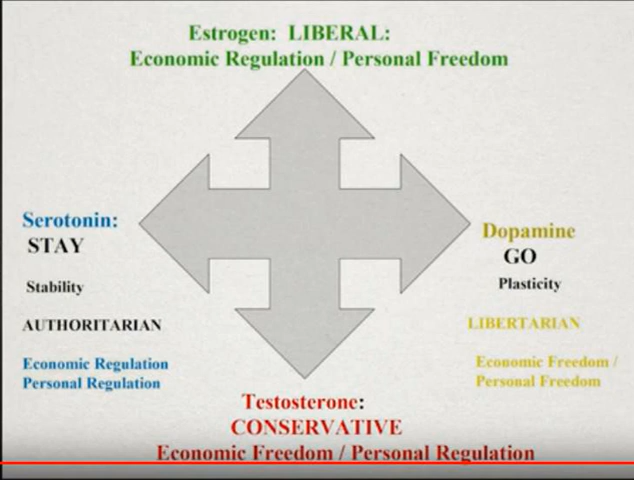 Estrogen: LIBERAL:
Economic Regulation / Personal Freedom
Serotonin:
STAY
Stability
AUTHORITARIAN
Economic Regulation
Personal Regulation
Dopamine
GO
Plasticity
LIBERTARIAN
Economic Freedom /
Personal Freedom
Testosterone:
CONSERVATIVE
Economic Freedom / Personal Regulation